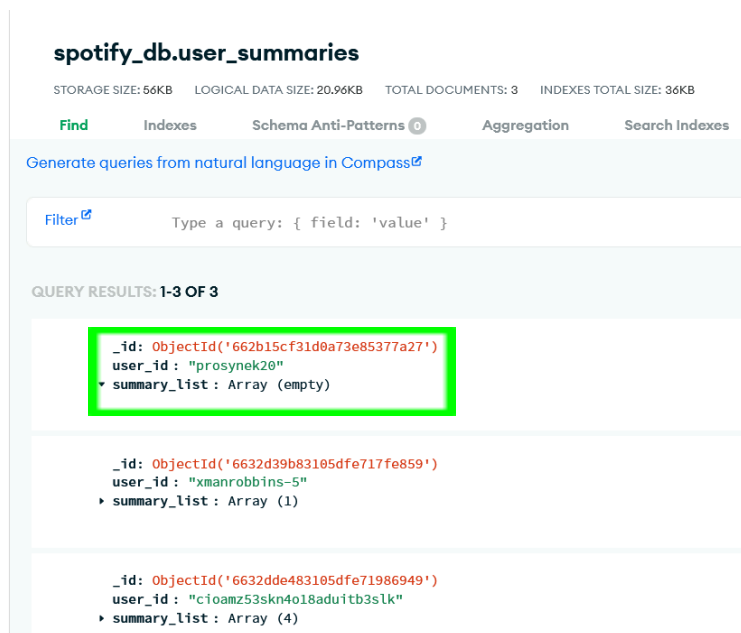 spotify_db.user_summaries
STORAGE SIZE: 56KB LOGICAL DATA SIZE: 20.96KB TOTAL DOCUMENTS: 3 INDEXES TOTAL SIZE: 36KB
Find Indexes Schema Anti-Patterns 0 Aggregation Search Indexes
Generate queries from natural language in Compass
Filter Type a query: { field: 'value' }
QUERY RESULTS: 1-3 OF 3
_id: ObjectId('662b15cf31d0a73e85377a27')
user_id : "prosynek20"
summary_list : Array (empty)
_id: ObjectId('6632d39b83105dfe717fe859')
user_id : "xmanrobbins-5"
summary_list : Array (1)
_id: ObjectId('6632dde483105dfe71986949')
user_id : "cioamz53skn4o18aduitb3slk"
summary_list : Array (4)